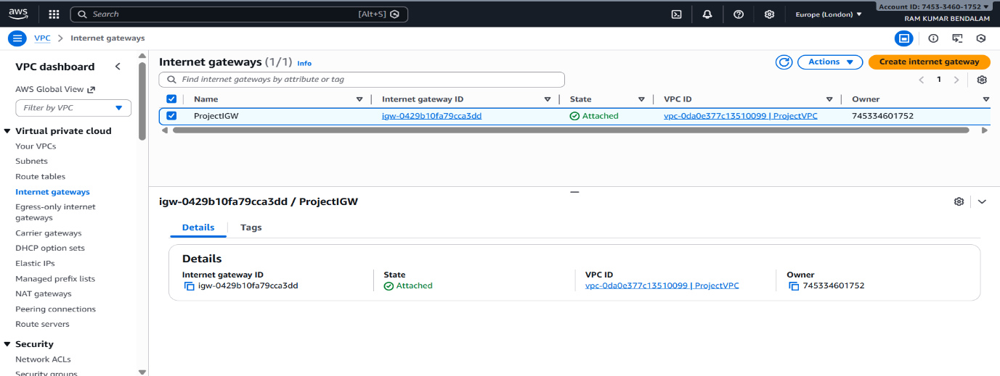 aws
Search [Alt+S]
Europe (London)
Account ID: 7453-3460-1752
RAM KUMAR BENDALAM
VPC Internet gateways
VPC dashboard
AWS Global View
Filter by VPC
Virtual private cloud
Your VPCs
Subnets
Route tables
Internet gateways
Egress-only internet
gateways
Carrier gateways
DHCP option sets
Elastic IPs
Managed prefix lists
NAT gateways
Peering connections
Route servers
Security
Network ACLs
Security groups
Internet gateways (1/1) Info
Actions
Create internet gateway
Find internet gateways by attribute or tag
1
Name Internet gateway ID State VPC ID Owner
ProjectIGW igw-0429b10fa79cca3dd Attached vpc-0da0e377c13510099 | ProjectVPC 745334601752
igw-0429b10fa79cca3dd / ProjectIGW
Details Tags
Details
Internet gateway ID State VPC ID Owner
igw-0429b10fa79cca3dd Attached vpc-0da0e377c13510099 | ProjectVPC 745334601752